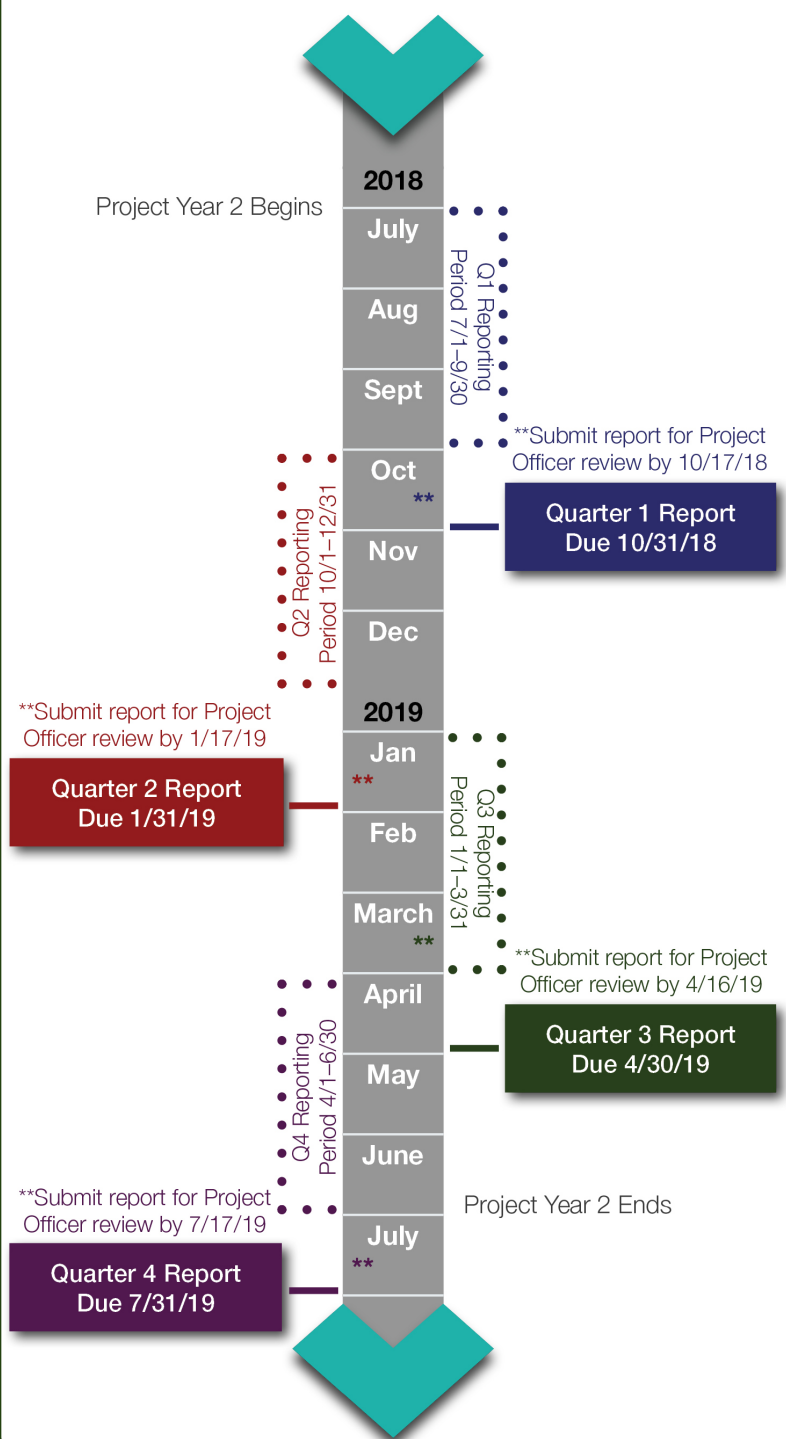 2018
Project Year 2 Begins
July
Q1 Reporting
Period 7/1–9/30
Aug
Sept
**Submit report for Project
Officer review by 10/17/18
Oct
**
Quarter 1 Report
Due 10/31/18
Q2 Reporting
Period 10/1–12/31
Nov
Dec
**Submit report for Project
Officer review by 1/17/19
2019
Jan
**
Quarter 2 Report
Due 1/31/19
Q3 Reporting
Period 1/1–3/31
Feb
March
**
**Submit report for Project
Officer review by 4/16/19
April
Quarter 3 Report
Due 4/30/19
Q4 Reporting
Period 4/1–6/30
May
June
Project Year 2 Ends
**Submit report for Project
Officer review by 7/17/19
July
**
Quarter 4 Report
Due 7/31/19